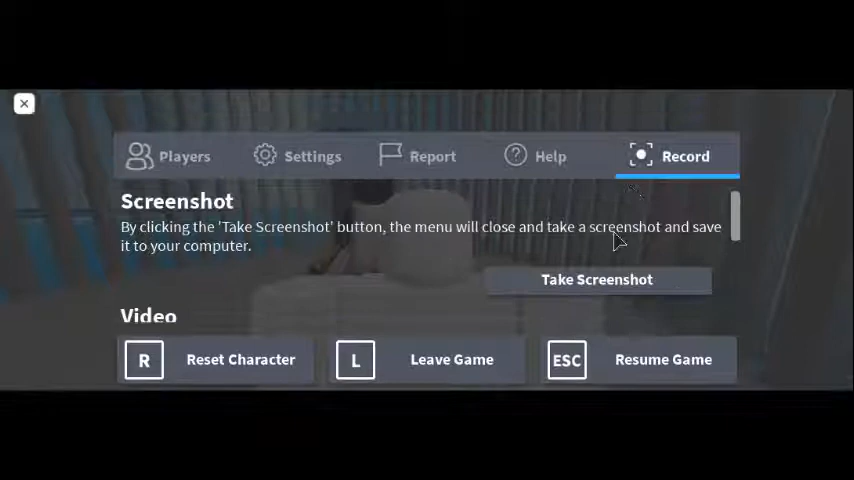 Players Settings Report Help Record
Screenshot
By clicking the 'Take Screenshot' button, the menu will close and take a screenshot and save
it to your computer.
Take Screenshot
Video
R Reset Character L Leave Game ESC Resume Game